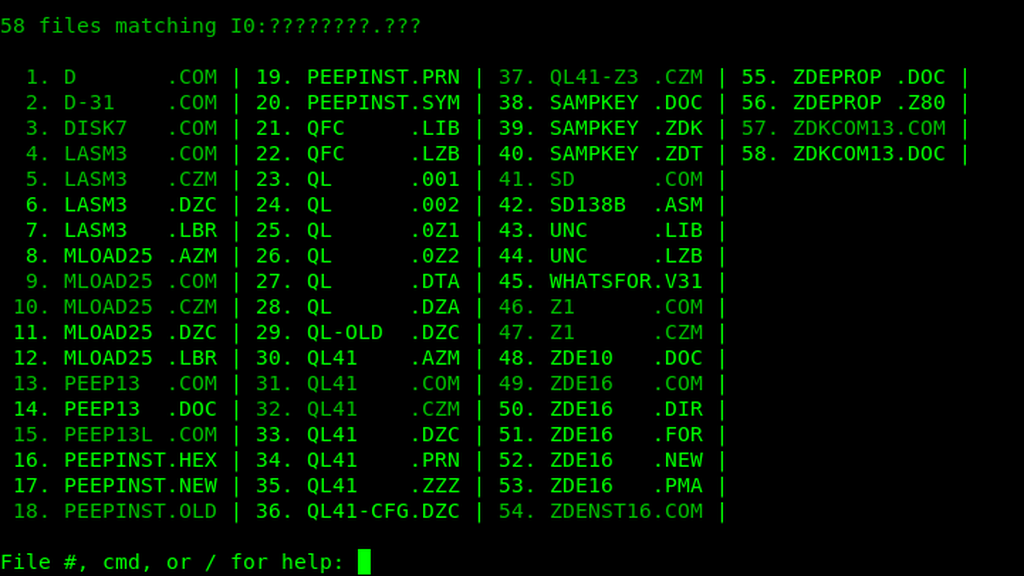 58 files matching I0:????????.???
  1. D       .COM | 19. PEEPINST.PRN | 37. QL41-Z3 .CZM | 55. ZDEPROP .DOC |
  2. D-31    .COM | 20. PEEPINST.SYM | 38. SAMPKEY .DOC | 56. ZDEPROP .Z80 |
  3. DISK7   .COM | 21. QFC     .LIB | 39. SAMPKEY .ZDK | 57. ZDKCOM13.COM |
  4. LASM3   .COM | 22. QFC     .LZB | 40. SAMPKEY .ZDT | 58. ZDKCOM13.DOC |
  5. LASM3   .CZM | 23. QL      .001 | 41. SD      .COM |
  6. LASM3   .DZC | 24. QL      .002 | 42. SD138B  .ASM |
  7. LASM3   .LBR | 25. QL      .0Z1 | 43. UNC     .LIB |
  8. MLOAD25 .AZM | 26. QL      .0Z2 | 44. UNC     .LZB |
  9. MLOAD25 .COM | 27. QL      .DTA | 45. WHATSFOR.V31 |
 10. MLOAD25 .CZM | 28. QL      .DZA | 46. Z1      .COM |
 11. MLOAD25 .DZC | 29. QL-OLD  .DZC | 47. Z1      .CZM |
 12. MLOAD25 .LBR | 30. QL41    .AZM | 48. ZDE10   .DOC |
 13. PEEP13  .COM | 31. QL41    .COM | 49. ZDE16   .COM |
 14. PEEP13  .DOC | 32. QL41    .CZM | 50. ZDE16   .DIR |
 15. PEEP13L .COM | 33. QL41    .DZC | 51. ZDE16   .FOR |
 16. PEEPINST.HEX | 34. QL41    .PRN | 52. ZDE16   .NEW |
 17. PEEPINST.NEW | 35. QL41    .ZZZ | 53. ZDE16   .PMA |
 18. PEEPINST.OLD | 36. QL41-CFG.DZC | 54. ZDENST16.COM |
File #, cmd, or / for help: